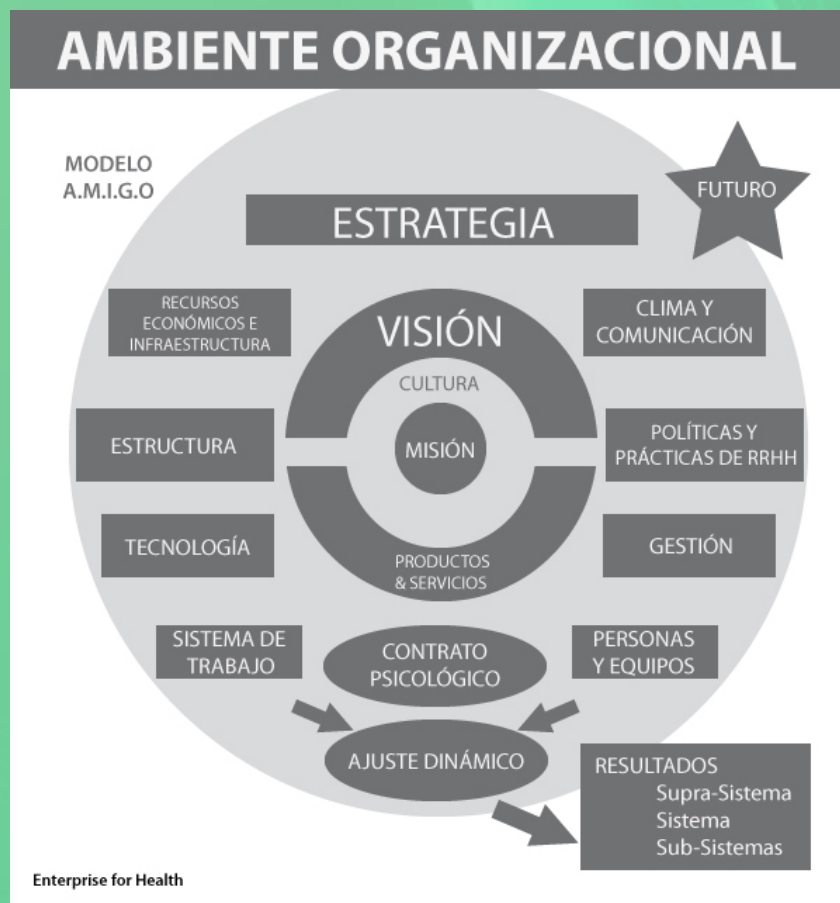 AMBIENTE ORGANIZACIONAL
MODELO
A.M.I.G.O
FUTURO
ESTRATEGIA
RECURSOS
ECONÓMICOS E
INFRAESTRUCTURA
VISIÓN
CLIMA Y
COMUNICACIÓN
CULTURA
ESTRUCTURA
MISIÓN
POLÍTICAS Y
PRÁCTICAS DE RRHH
TECNOLOGÍA
PRODUCTOS
& SERVICIOS
GESTIÓN
SISTEMA DE
TRABAJO
CONTRATO
PSICOLÓGICO
PERSONAS
Y EQUIPOS
AJUSTE DINÁMICO
RESULTADOS
Supra-Sistema
Sistema
Sub-Sistemas
Enterprise for Health